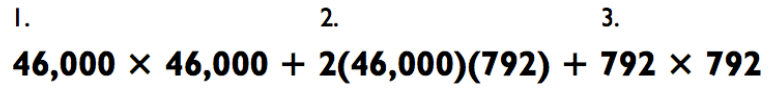 1. 2. 3.
46,000 × 46,000 + 2(46,000)(792) + 792 × 792